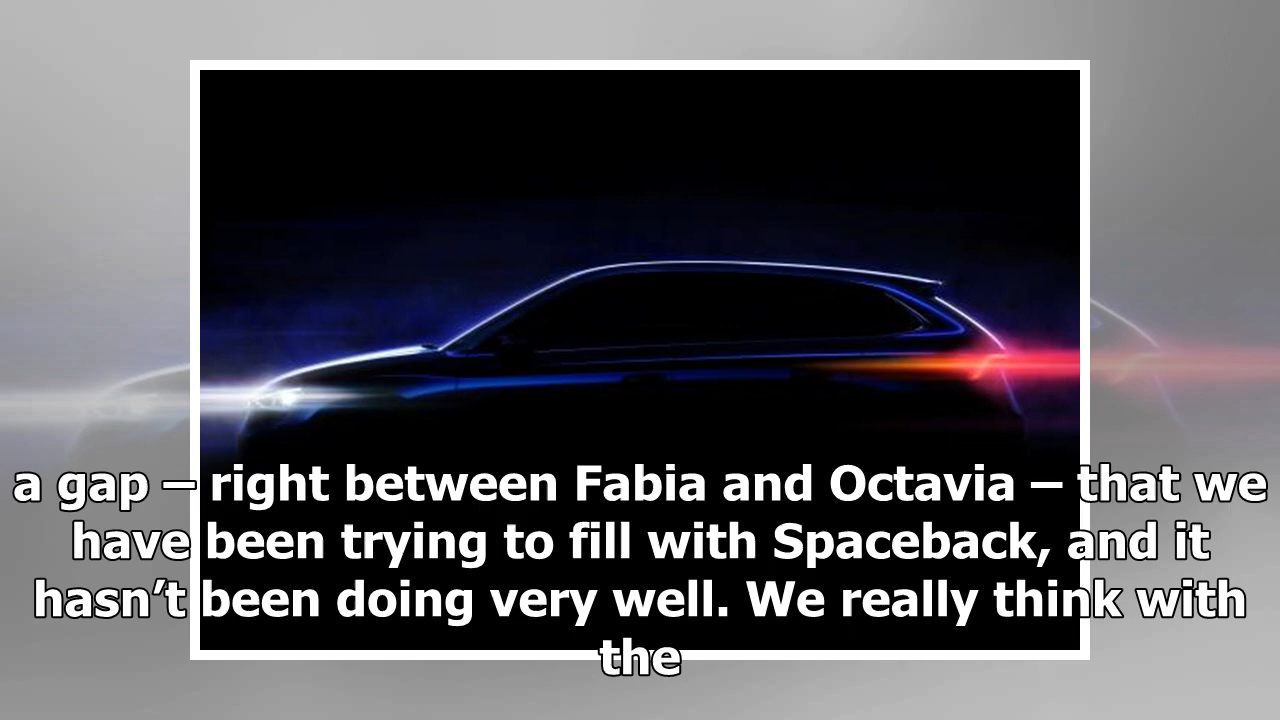 a gap – right between Fabia and Octavia – that we
have been trying to fill with Spaceback, and it
hasn’t been doing very well. We really think with
the